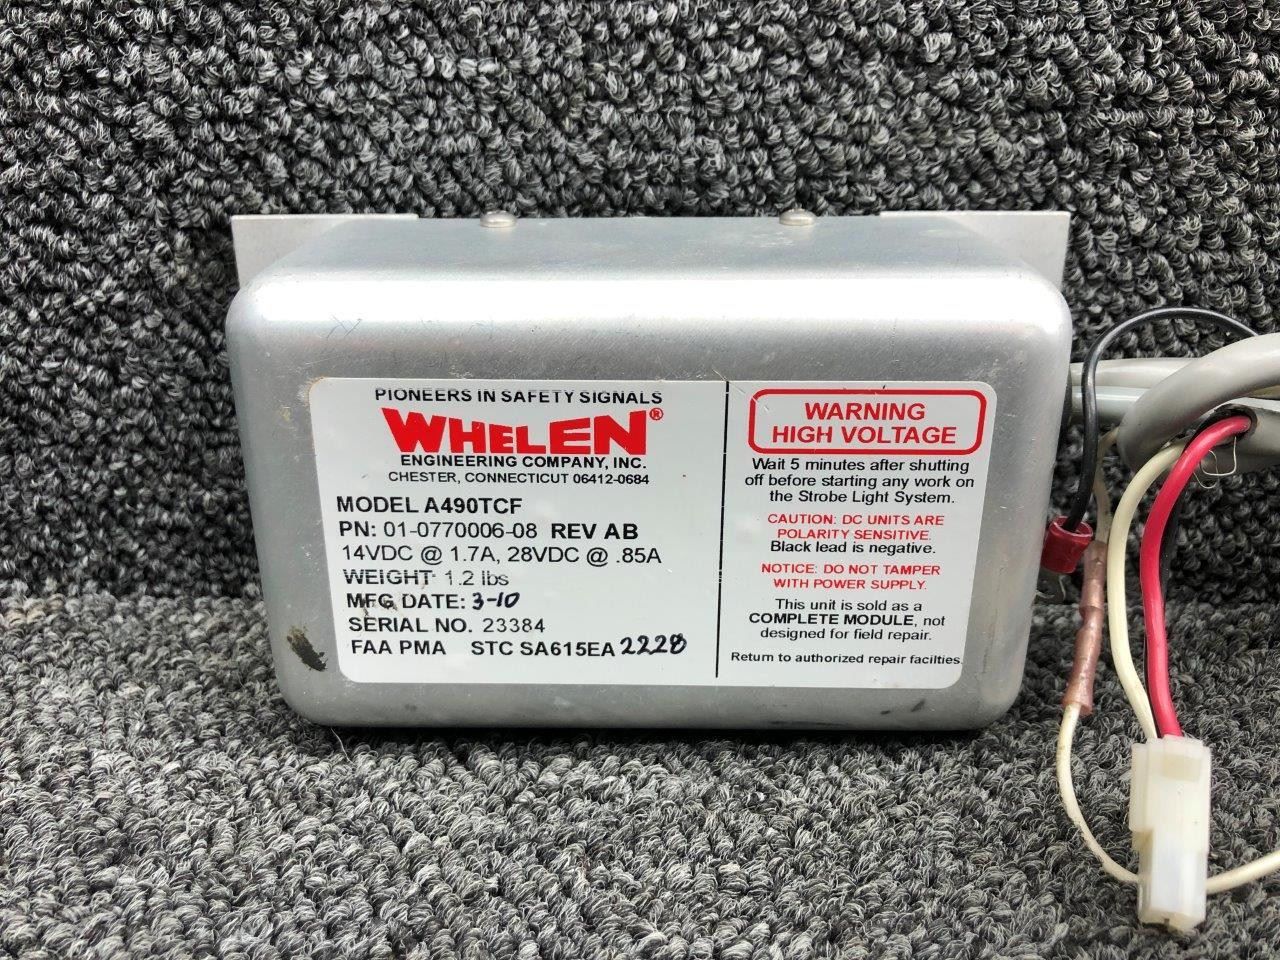 PIONEERS IN SAFETY SIGNALS
WHELEN®
ENGINEERING COMPANY, INC.
CHESTER, CONNECTICUT 06412-0684
MODEL A490TCF
PN: 01-0770006-08 REV AB
14VDC @ 1.7A, 28VDC @ .85A
WEIGHT: 1.2 lbs
MFG DATE: 3-10
SERIAL NO. 23384
FAA PMA STC SA615EA 2228
WARNING
HIGH VOLTAGE
Wait 5 minutes after shutting
off before starting any work on
the Strobe Light System.
CAUTION: DC UNITS ARE
POLARITY SENSITIVE.
Black lead is negative.
NOTICE: DO NOT TAMPER
WITH POWER SUPPLY.
This unit is sold as a
COMPLETE MODULE, not
designed for field repair.
Return to authorized repair facilties.